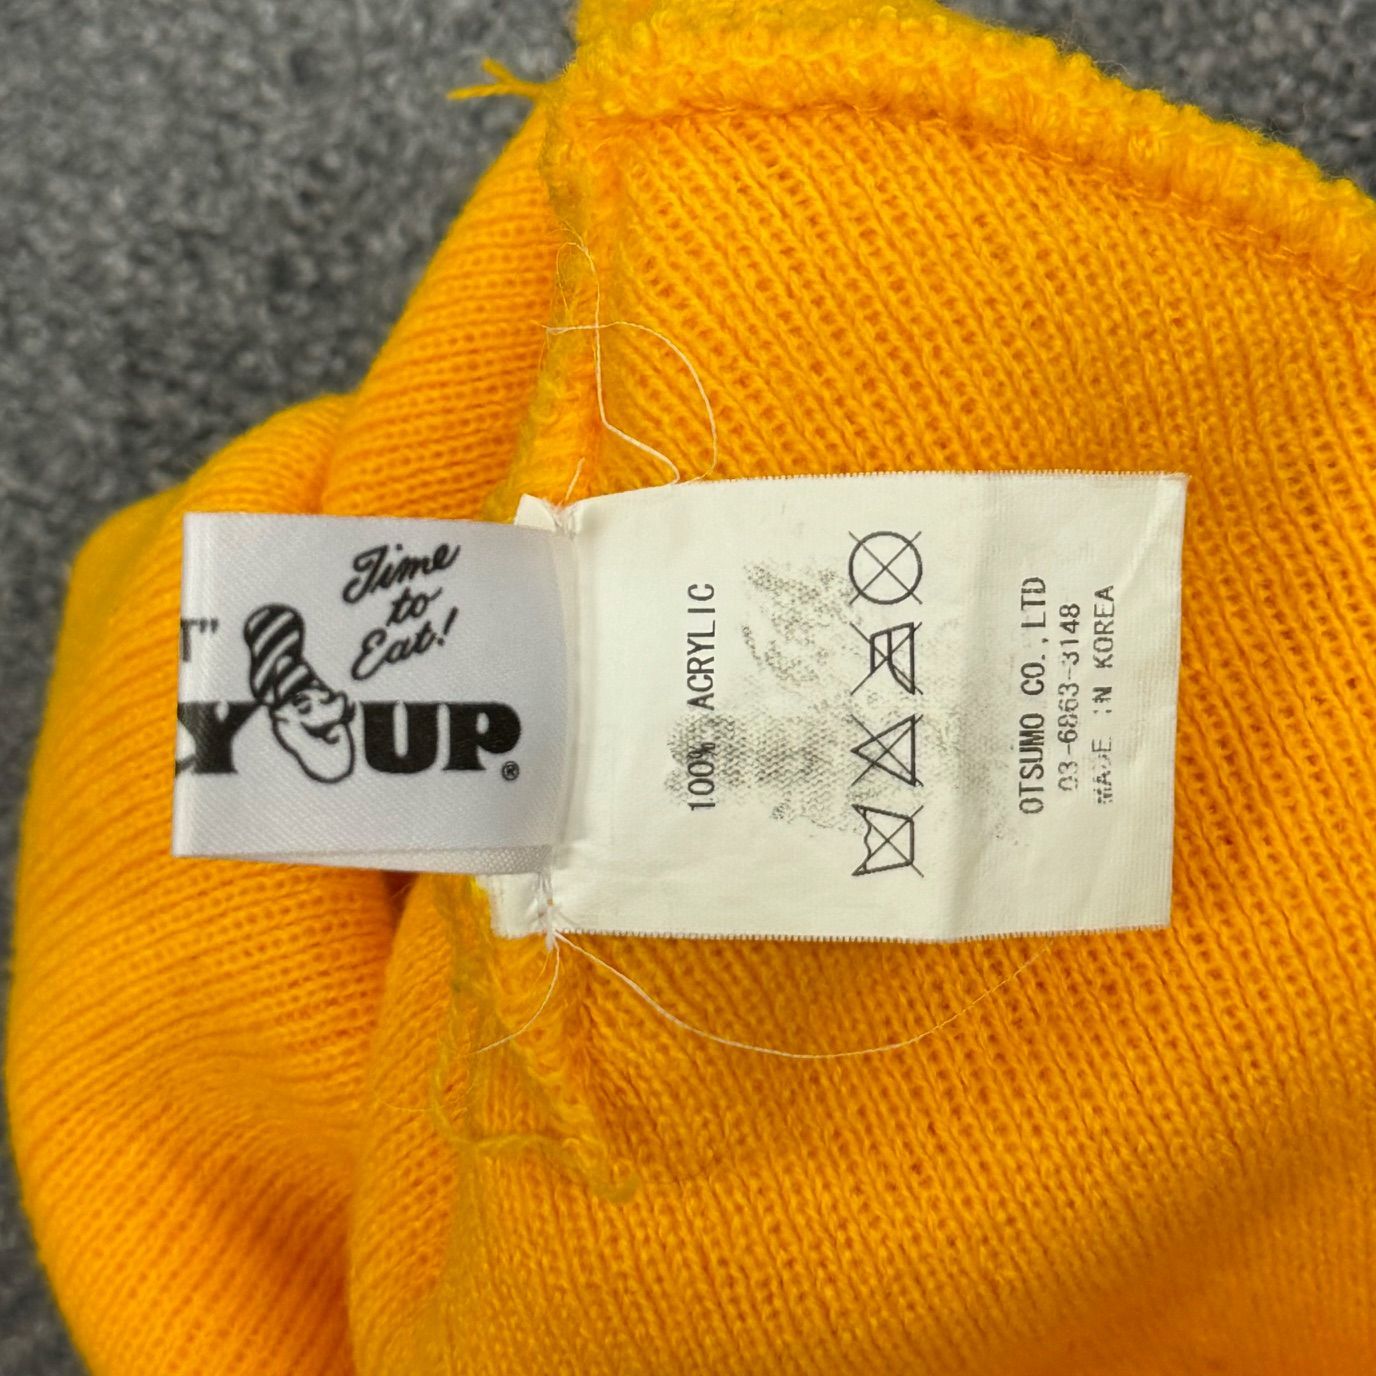 Time
to
Eat!
T"
Y UP®
100% ACRYLIC
OTSUMO CO.,LTD
03-6863-3148
MADE IN KOREA